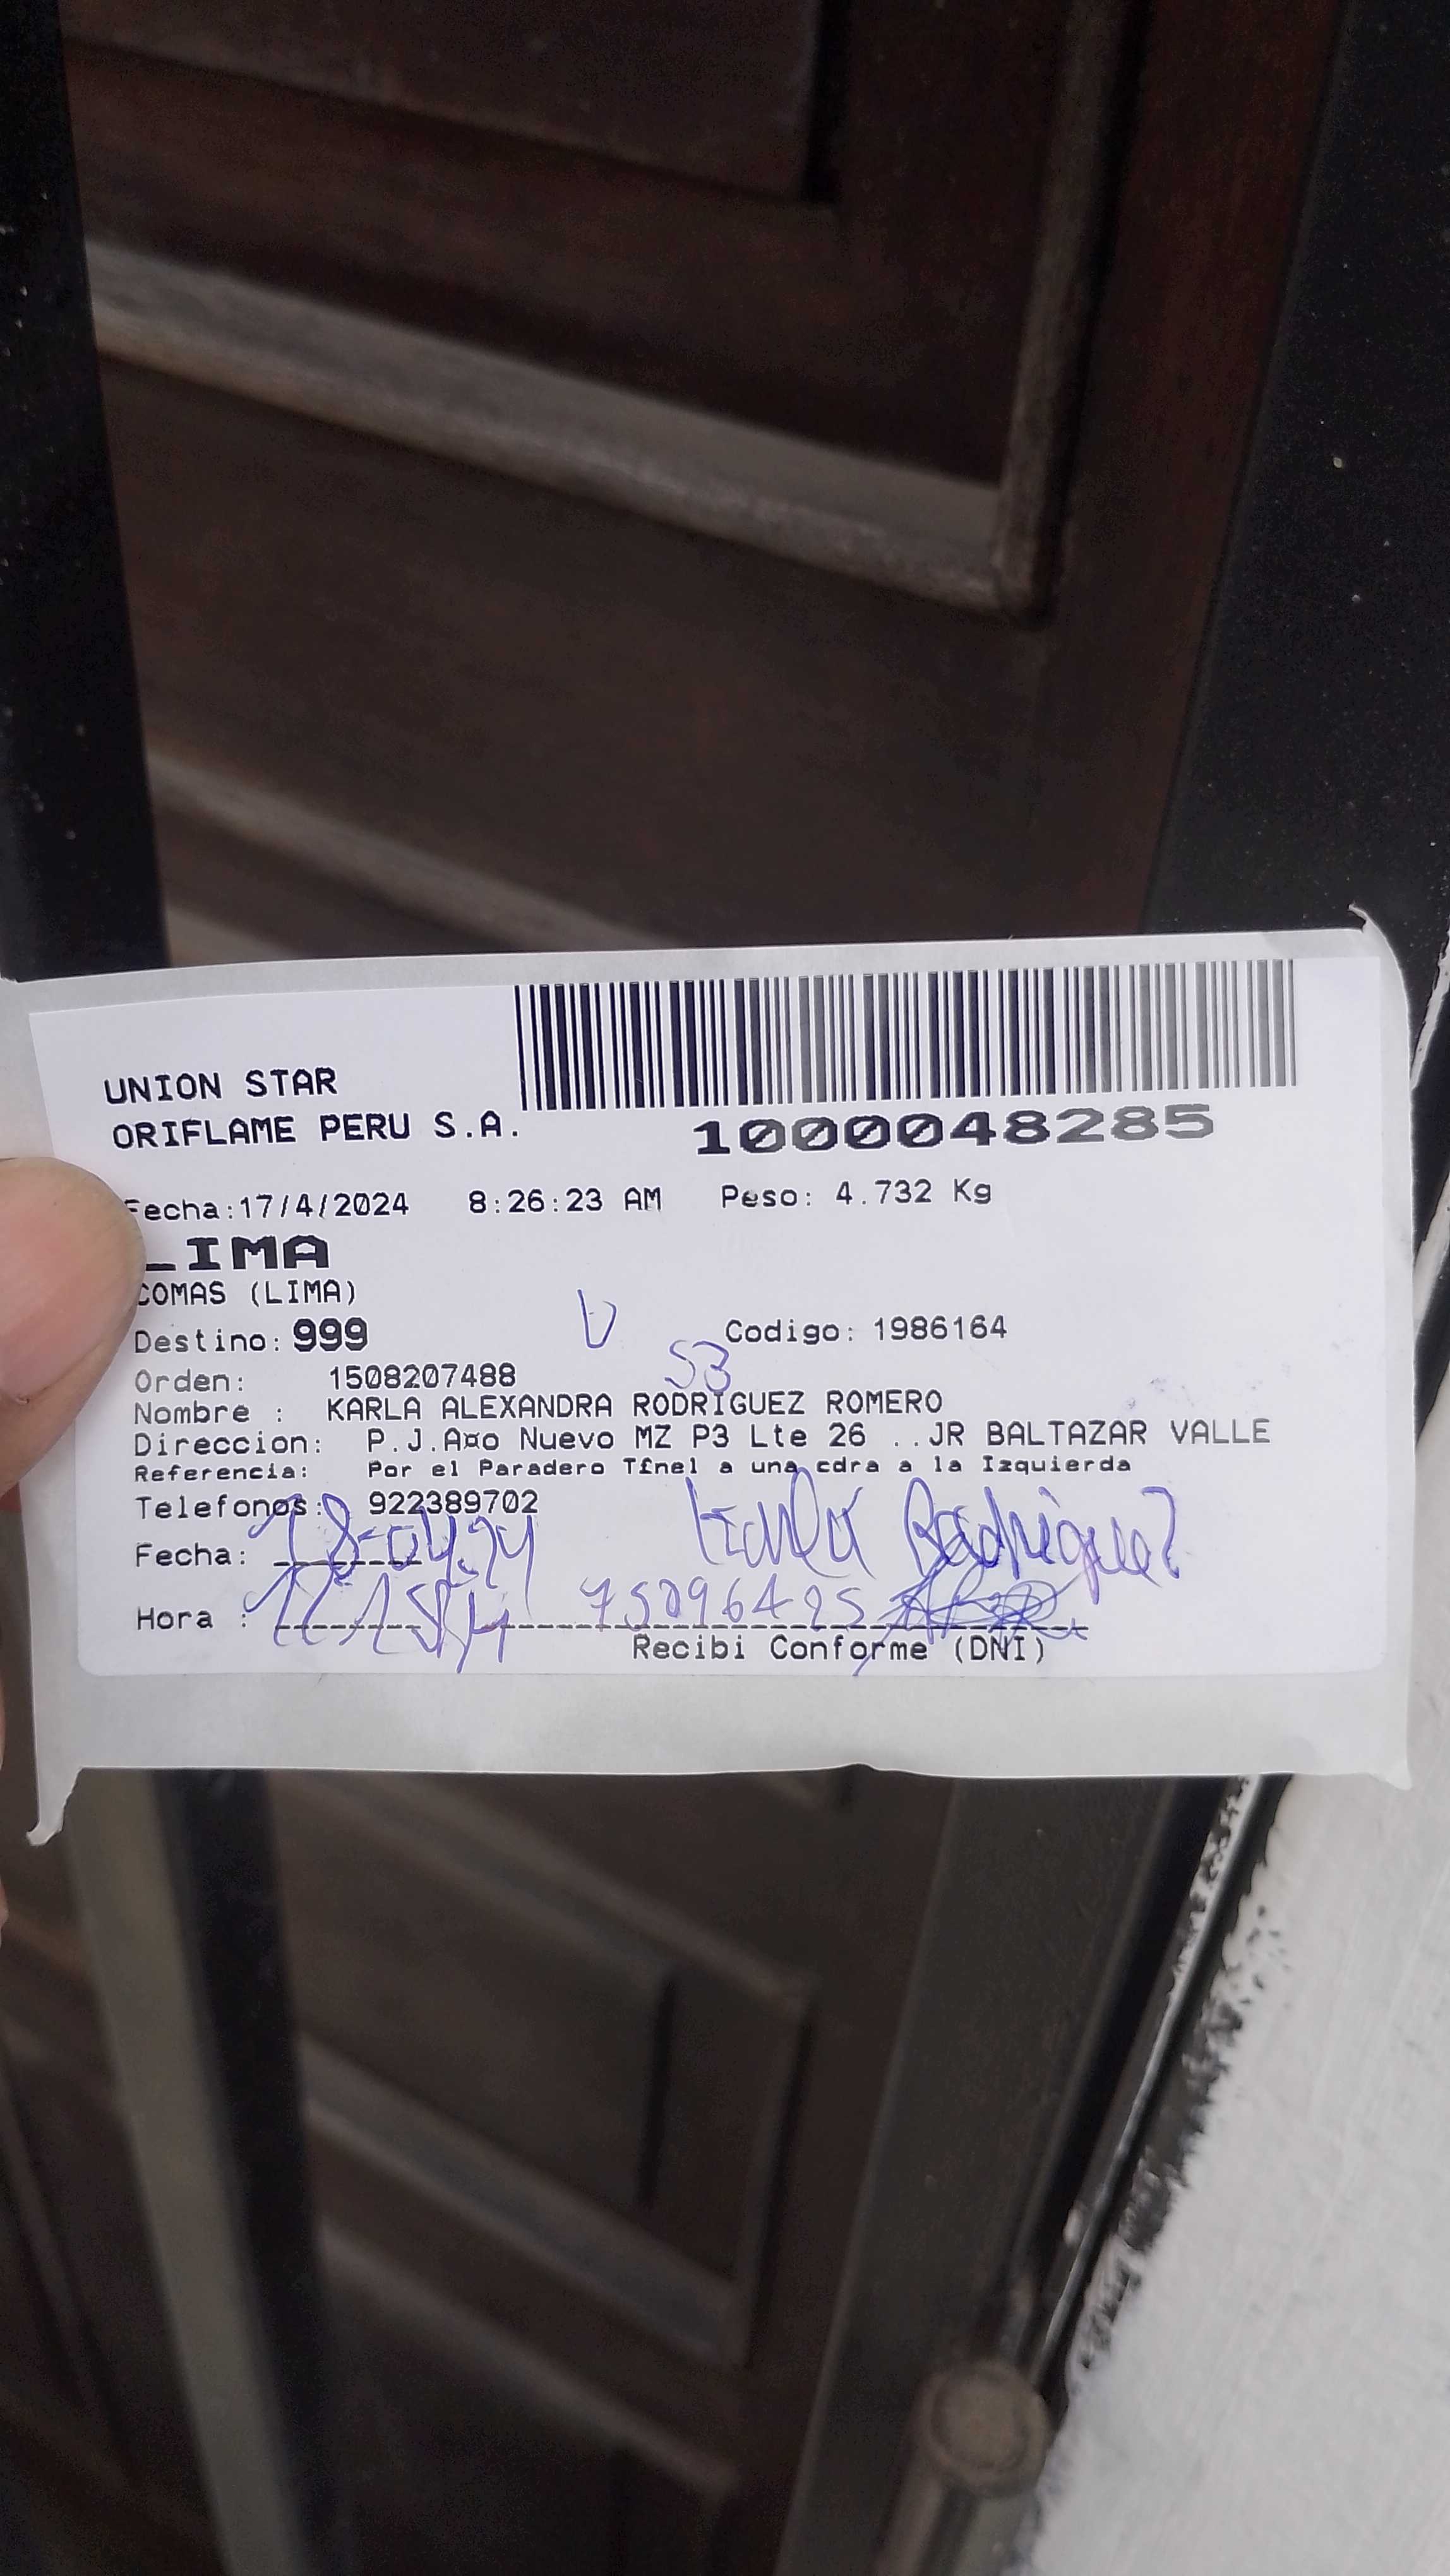 UNION STAR
ORIFLAME PERU S.A.
1000048285
Fecha:17/4/2024 8:26:23 AM Peso: 4.732 Kg
LIMA
COMAS (LIMA)
Destino: 999 Codigo: 1986164
53
Orden: 1508207488
Nombre : KARLA ALEXANDRA RODRIGUEZ ROMERO
Direccion: P.J.A¤o Nuevo MZ P3 Lte 26 ..JR BALTAZAR VALLE
Referencia: Por el Paradero T£nel a una cdra a la Izquierda
Telefonos: 922389702
Fecha: 18-04.24 Karla Rodriguez
Hora :
Recibi Conforme (DNI)